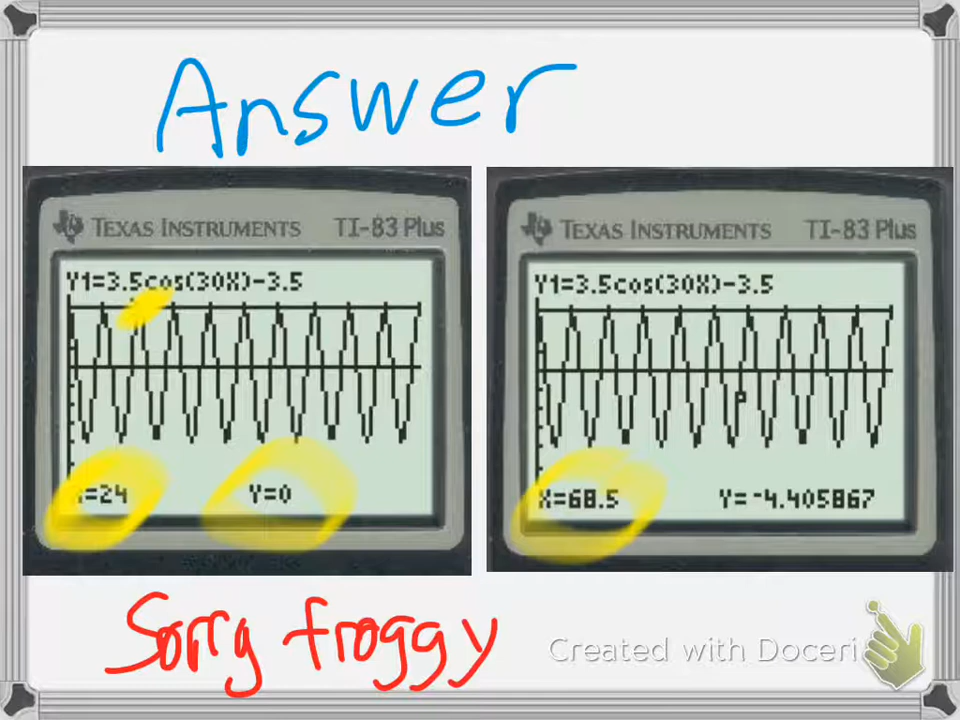 Answer
TEXAS INSTRUMENTS TI-83 Plus
Y1=3.5cos(30X)-3.5
X=24 Y=0
TEXAS INSTRUMENTS TI-83 Plus
Y1=3.5cos(30X)-3.5
X=68.5 Y=-4.405867
Sorry froggy
Created with Doceri